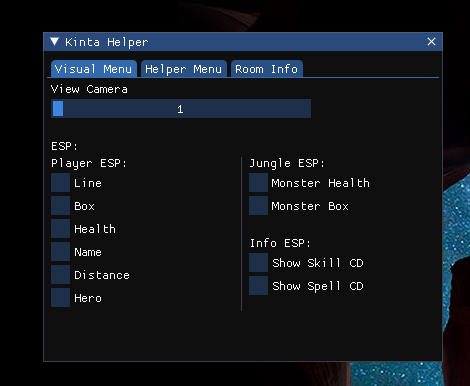 Kinta Helper
Visual Menu Helper Menu Room Info
View Camera
1
ESP:
Player ESP:
Line
Box
Health
Name
Distance
Hero
Jungle ESP:
Monster Health
Monster Box
Info ESP:
Show Skill CD
Show Spell CD